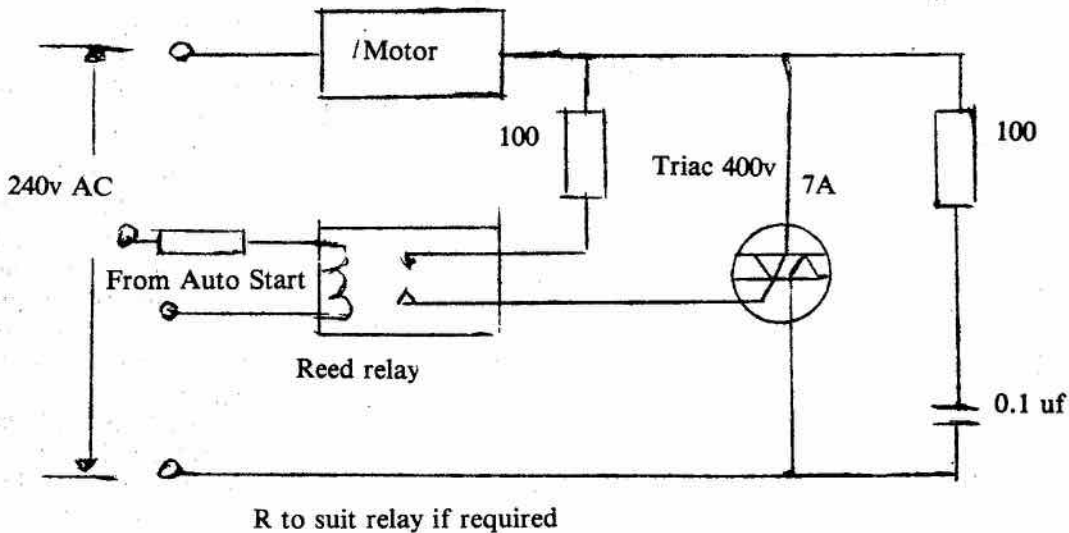 /Motor
100
100
Triac 400v
7A
240v AC
From Auto Start
Reed relay
0.1 uf
R to suit relay if required